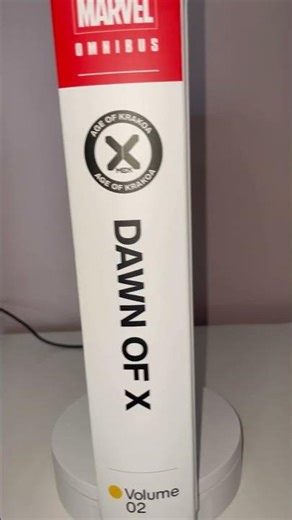 MARVEL
OMNIBUS
AGE OF KRAKOA
X
MEN
AGE OF KRAKOA
DAWN OF X
Volume
02